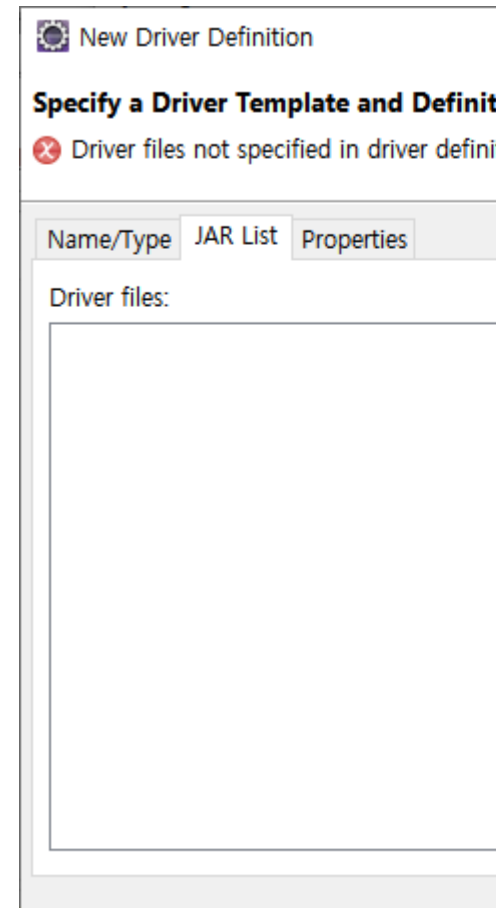 New Driver Definition
Specify a Driver Template and Definit
Driver files not specified in driver defini
Name/Type JAR List Properties
Driver files: